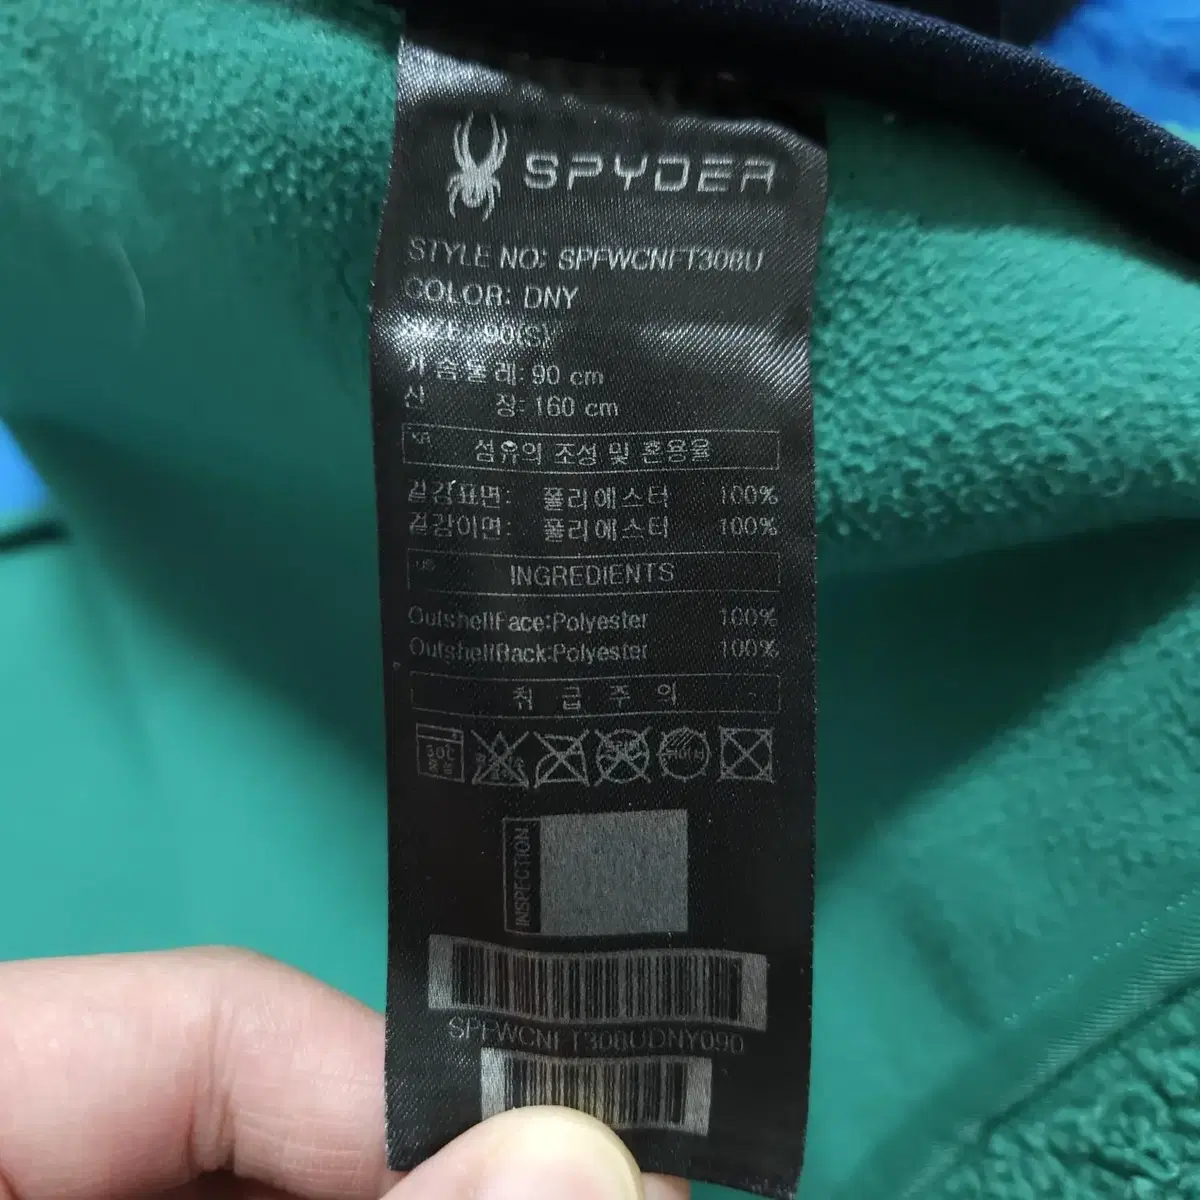 SPYDER
STYLE NO: SPFWCNFT308U
COLOR: DNY
SIZE: 90(S)
가슴둘레: 90 cm
신 장: 160 cm
KR 섬유의 조성 및 혼용율
겉감표면: 폴리에스터 100%
겉감이면: 폴리에스터 100%
US INGREDIENTS
OutshellFace:Polyester 100%
OutshellBack:Polyester 100%
취 급 주 의
30℃
INSPECTION
SPFWCNFT308UDNY090